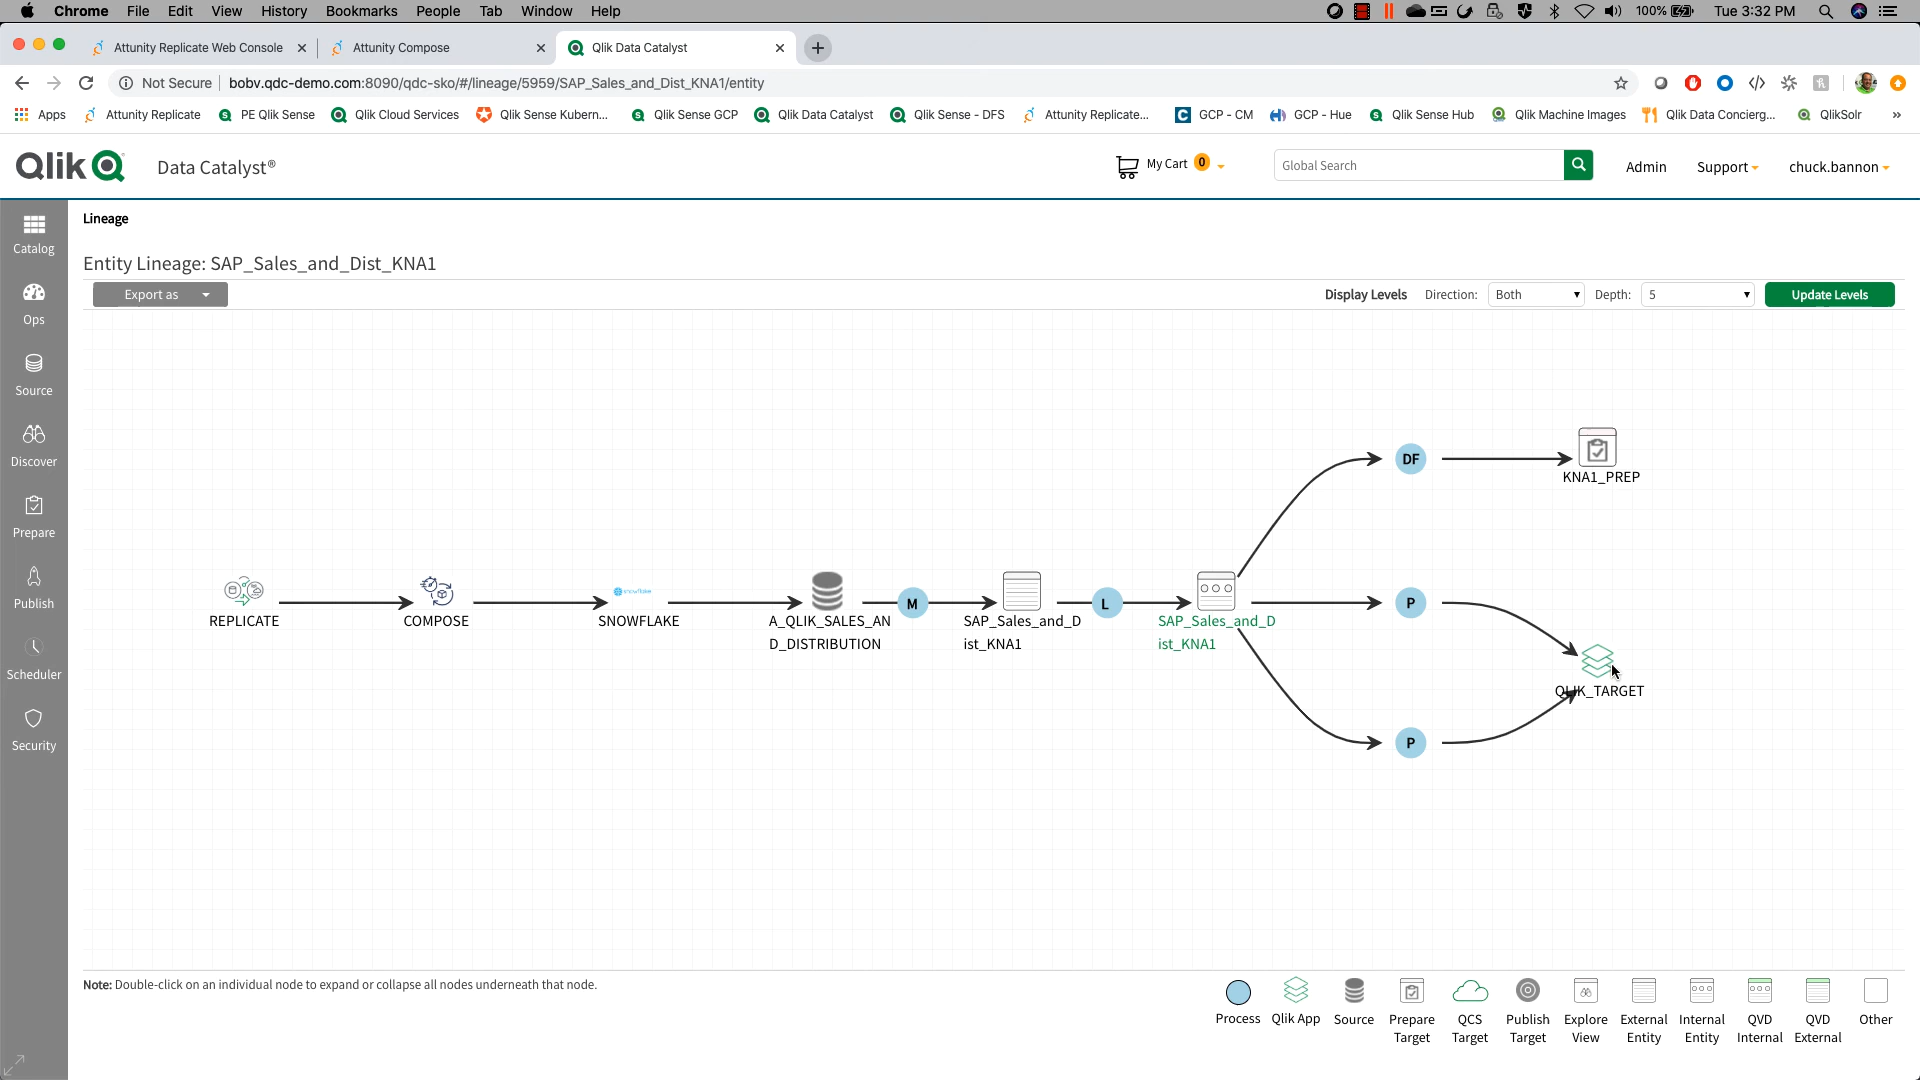 Chrome File Edit View History Bookmarks People Tab Window Help 100% Tue 3:32 PM
Attunity Replicate Web Console Attunity Compose Qlik Data Catalyst
Not Secure bobv.qdc-demo.com:8090/qdc-sko/#/lineage/5959/SAP_Sales_and_Dist_KNA1/entity
Apps Attunity Replicate PE Qlik Sense Qlik Cloud Services Qlik Sense Kubern... Qlik Sense GCP Qlik Data Catalyst Qlik Sense - DFS Attunity Replicate... GCP - CM GCP - Hue Qlik Sense Hub Qlik Machine Images Qlik Data Concierg... QlikSolr »
Qlik Data Catalyst® My Cart 0 Global Search Admin Support chuck.bannon
Lineage
Catalog
Entity Lineage: SAP_Sales_and_Dist_KNA1
Export as Display Levels Direction: Both Depth: 5 Update Levels
Ops
Source
Discover
Prepare
Publish
Scheduler
Security
DF
KNA1_PREP
M L P
REPLICATE COMPOSE SNOWFLAKE A_QLIK_SALES_AN SAP_Sales_and_D SAP_Sales_and_D
D_DISTRIBUTION ist_KNA1 ist_KNA1
QLIK_TARGET
P
Note: Double-click on an individual node to expand or collapse all nodes underneath that node.
Process Qlik App Source Prepare QCS Publish Explore External Internal QVD QVD Other
Target Target Target View Entity Entity Internal External